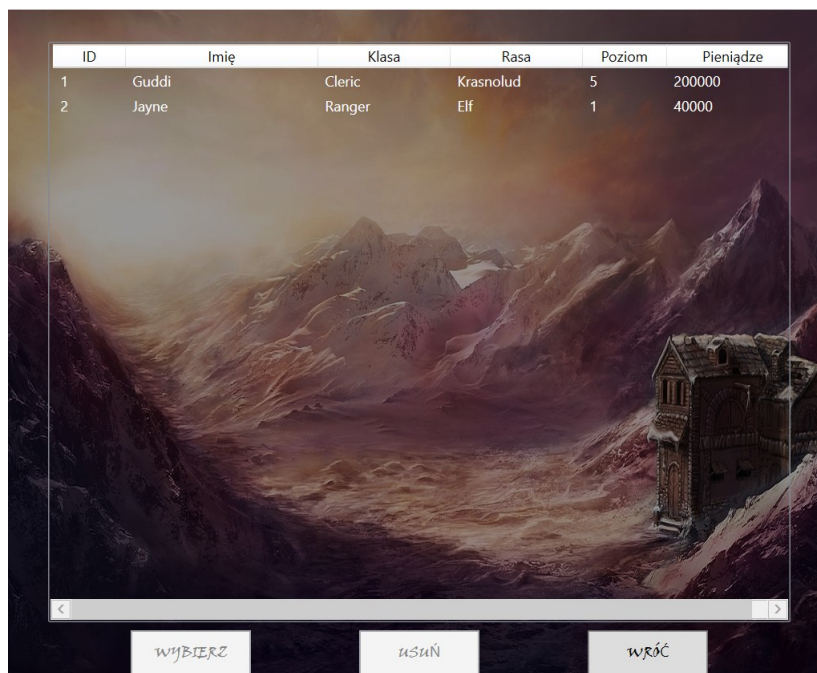 ID Imię Klasa Rasa Poziom Pieniądze
1 Guddi Cleric Krasnolud 5 200000
2 Jayne Ranger Elf 1 40000
WYBIERZ USUŃ WRÓĆ